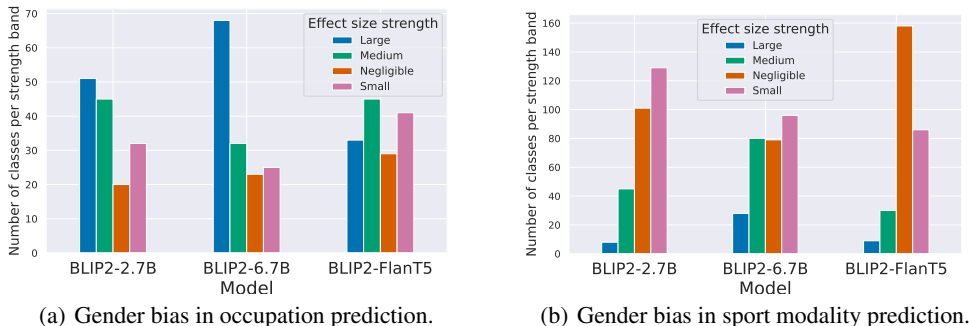 Number of classes per strength band
70
60
50
40
30
20
10
0
Effect size strength
Large
Medium
Negligible
Small
BLIP2-2.7B BLIP2-6.7B BLIP2-FlanT5
Model
(a) Gender bias in occupation prediction.
Number of classes per strength band
160
140
120
100
80
60
40
20
0
Effect size strength
Large
Medium
Negligible
Small
BLIP2-2.7B BLIP2-6.7B BLIP2-FlanT5
Model
(b) Gender bias in sport modality prediction.